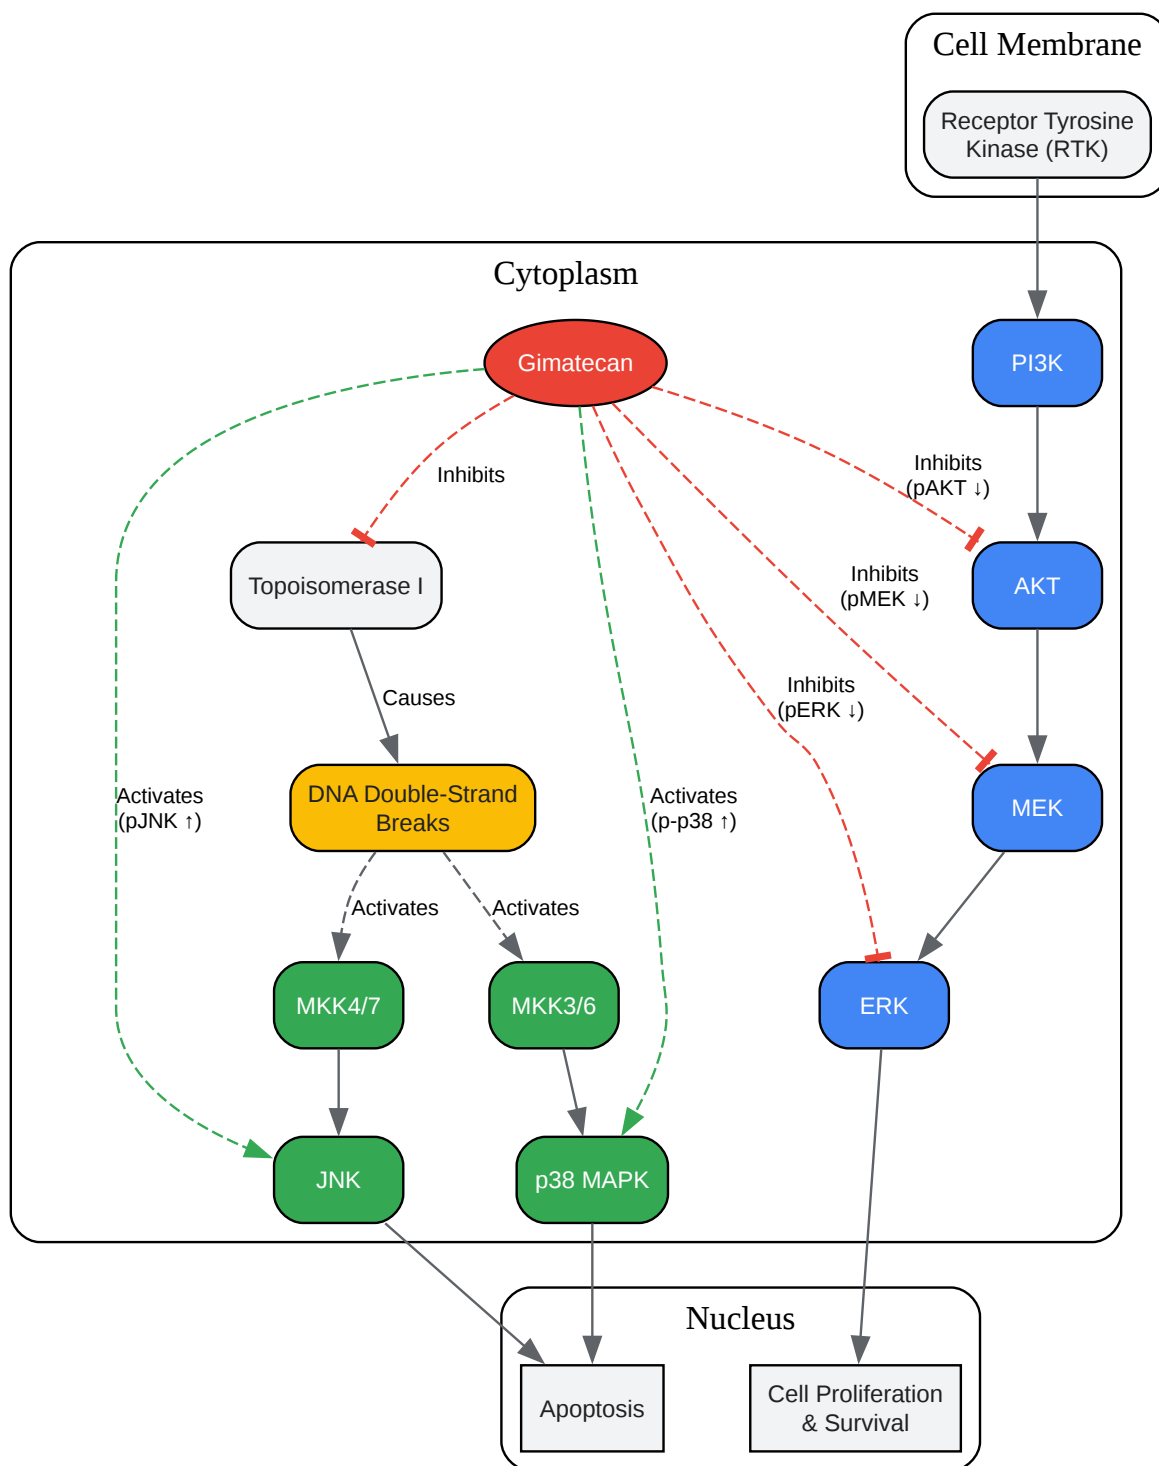 Cell Membrane
Receptor Tyrosine
Kinase (RTK)
Cytoplasm
Gimatecan
PI3K
Inhibits
Inhibits
(pAKT ↓)
Topoisomerase I
Inhibits
(pMEK ↓)
AKT
Causes
Inhibits
(pERK ↓)
Activates
(pJNK ↑)
DNA Double-Strand
Breaks
Activates
(p-p38 ↑)
MEK
Activates
Activates
MKK4/7
MKK3/6
ERK
JNK
p38 MAPK
Nucleus
Apoptosis
Cell Proliferation
& Survival